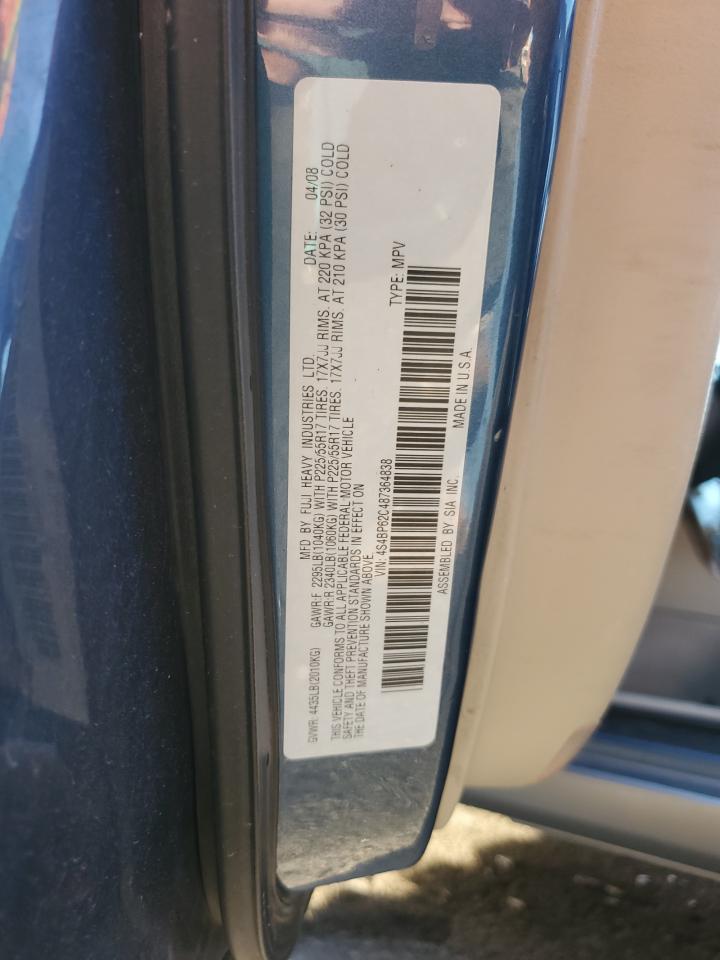 MFD BY FUJI HEAVY INDUSTRIES LTD. DATE: 04/08
GVWR: 4435LB(2010KG) GAWR:F 2295LB(1040KG) WITH P225/55R17 TIRES. 17X7JJ RIMS. AT 220 KPA (32 PSI) COLD
GAWR:R 2340LB(1060KG) WITH P225/55R17 TIRES. 17X7JJ RIMS. AT 210 KPA (30 PSI) COLD
THIS VEHICLE CONFORMS TO ALL APPLICABLE FEDERAL MOTOR VEHICLE
SAFETY AND THEFT PREVENTION STANDARDS IN EFFECT ON
THE DATE OF MANUFACTURE SHOWN ABOVE.
VIN: 4S4BP62C487364838 TYPE: MPV
ASSEMBLED BY SIA INC. MADE IN U.S.A.